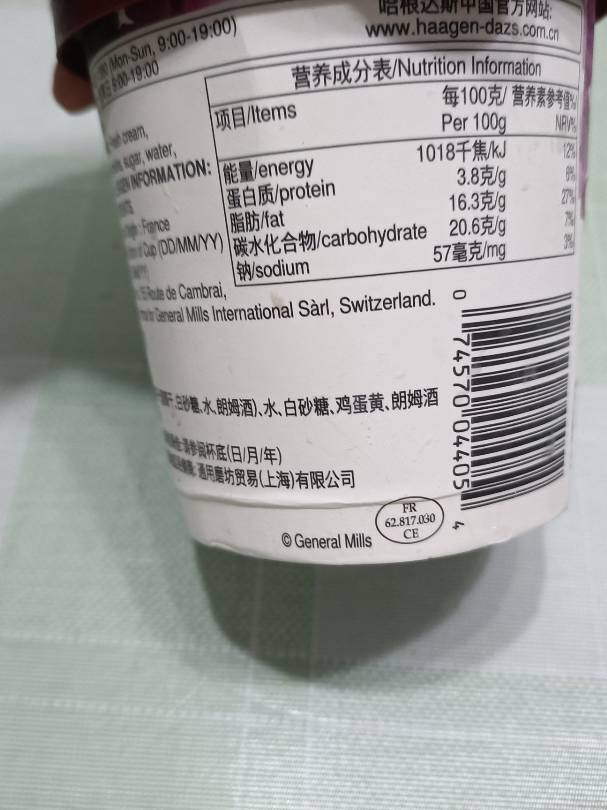 哈根达斯中国官方网站:
www.haagen-dazs.com.cn
Mon-Sun, 9:00-19:00)
9:00-19:00
营养成分表/Nutrition Information
项目/Items 每100克/ Per 100g 营养素参考值% NRV%
能量/energy 1018千焦/kJ 12%
蛋白质/protein 3.8克/g 6%
脂肪/fat 16.3克/g 27%
碳水化合物/carbohydrate 20.6克/g 7%
钠/sodium 57毫克/mg 3%
cream,
sugar, water,
INFORMATION:
France
of Cup (DD/MM/YY)
Route de Cambrai,
General Mills International Sàrl, Switzerland.
白砂糖、水、朗姆酒)、水、白砂糖、鸡蛋黄、朗姆酒
请参阅杯底(日/月/年)
通用磨坊贸易(上海)有限公司
© General Mills
FR
62.817.030
CE
0 74570 04405 4